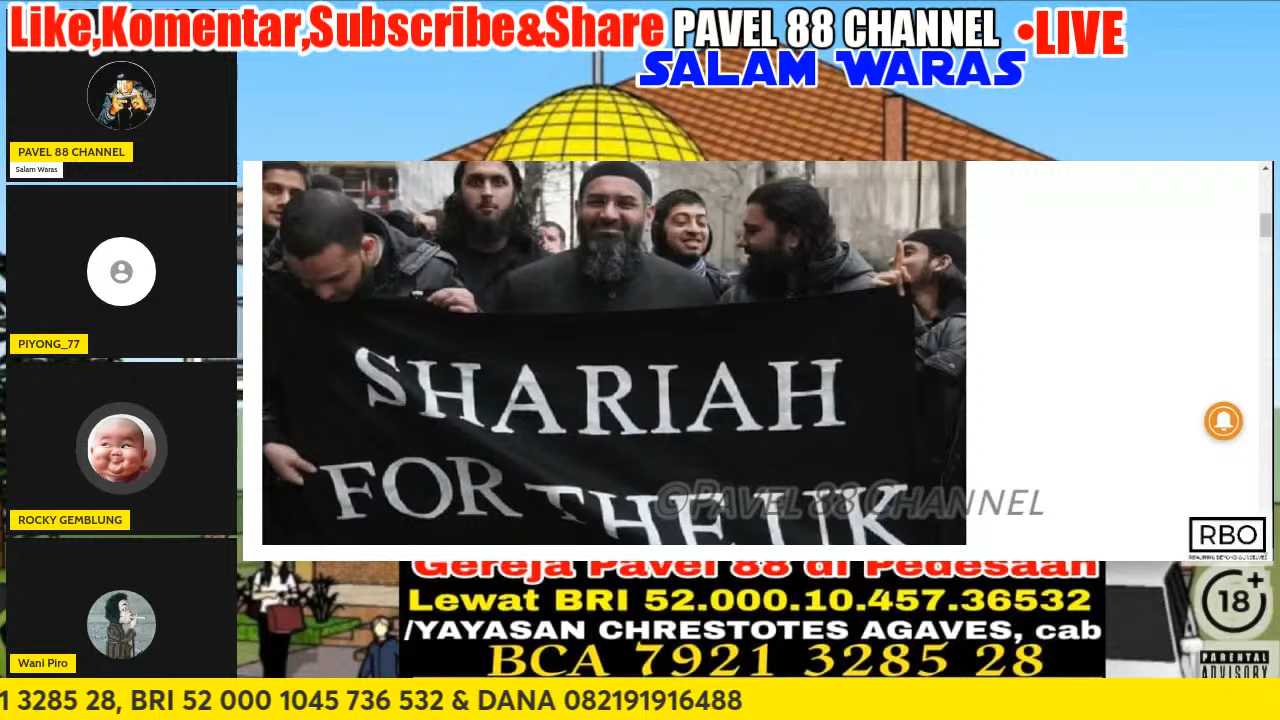 Like,Komentar,Subscribe&Share PAVEL 88 CHANNEL •LIVE
SALAM WARAS
PAVEL 88 CHANNEL
Salam Waras
PIYONG_77
ROCKY GEMBLUNG
Wani Piro
SHARIAH
FOR THE UK
©PAVEL 88 CHANNEL
RBO
REACHING BEYOND OURSELVES
Gereja Pavel 88 di Pedesaan
Lewat BRI 52.000.10.457.36532
/YAYASAN CHRESTOTES AGAVES, cab
BCA 7921 3285 28
18+
PARENTAL
ADVISORY
1 3285 28, BRI 52 000 1045 736 532 & DANA 082191916488